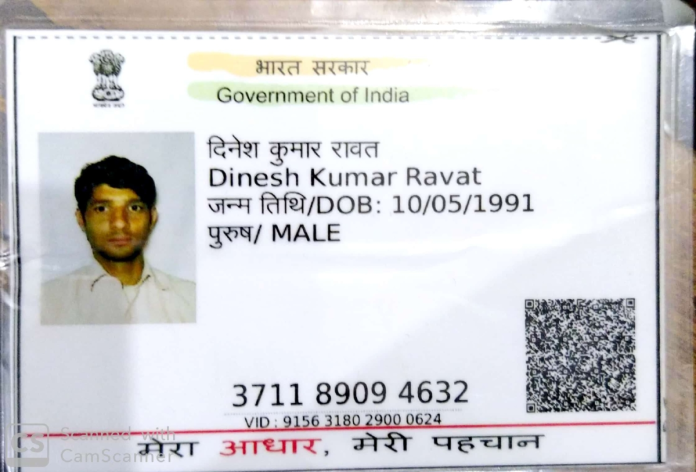 भारत सरकार
Government of India
दिनेश कुमार रावत
Dinesh Kumar Ravat
जन्म तिथि/DOB: 10/05/1991
पुरुष/ MALE
3711 8909 4632
VID : 9156 3180 2900 0624
मेरा आधार, मेरी पहचान
CS Scanned with
CamScanner